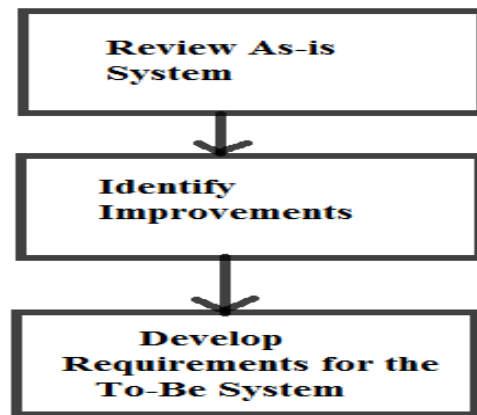 Review As-is
System
Identify
Improvements
Develop
Requirements for the
To-Be System